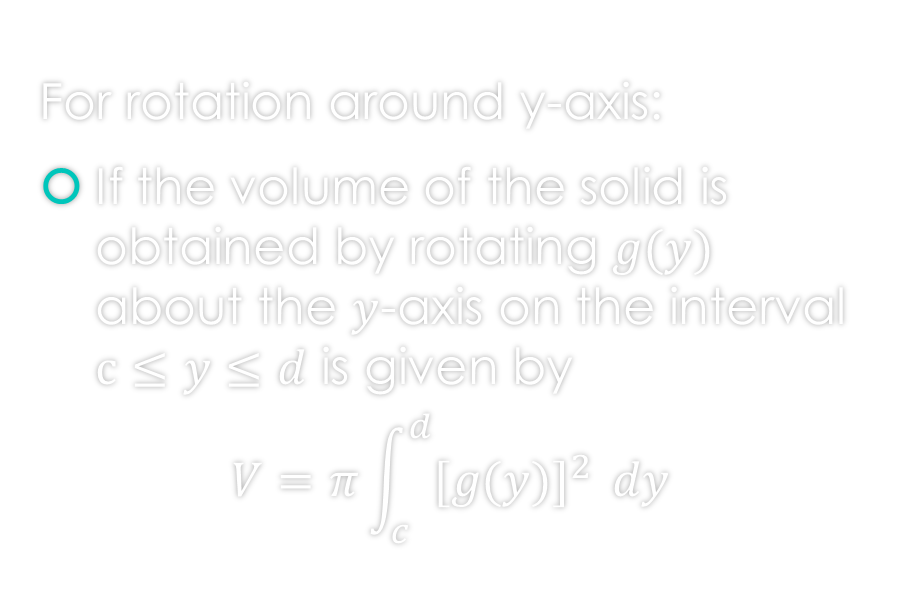 For rotation around y-axis:
If the volume of the solid is
obtained by rotating g(y)
about the y-axis on the interval
c ≤ y ≤ d is given by
V = π ∫_c^d [g(y)]² dy